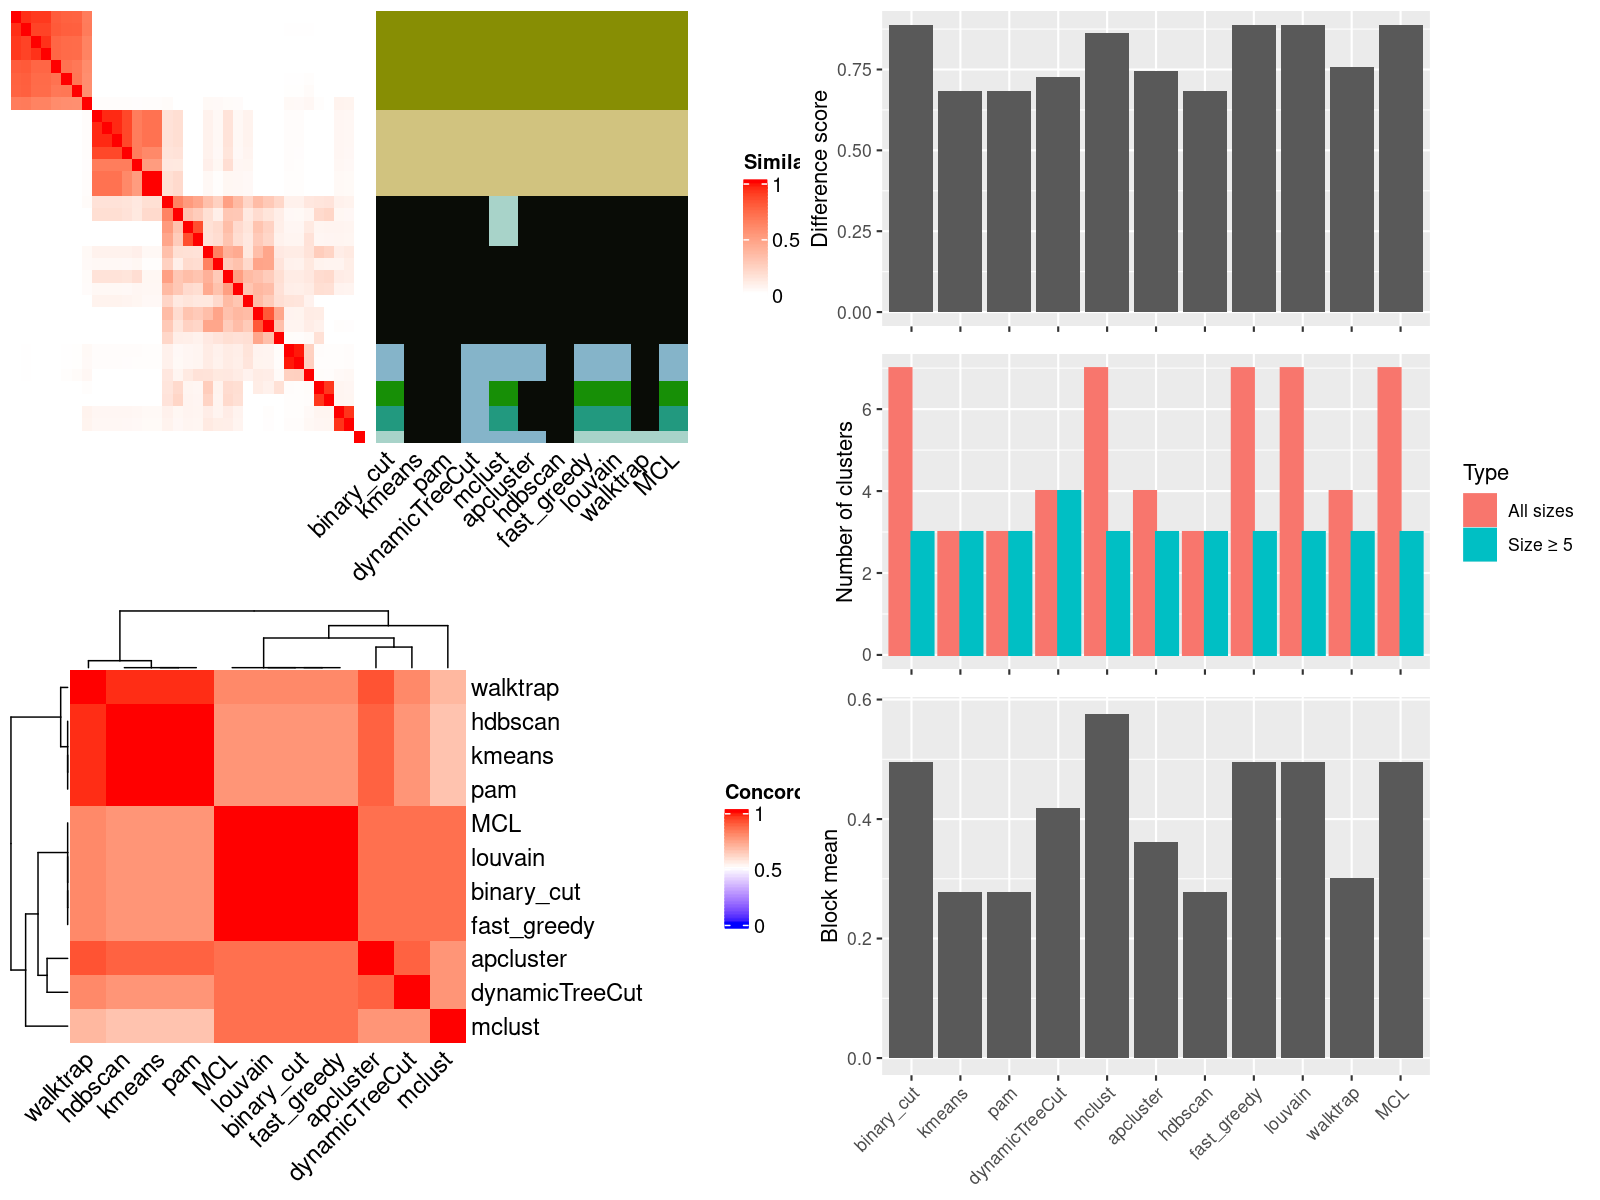 Simila
1
0.5
0
binary_cut
kmeans
pam
dynamicTreeCut
mclust
apcluster
hdbscan
fast_greedy
louvain
walktrap
MCL
Difference score
0.75
0.50
0.25
0.00
Number of clusters
6
4
2
0
Type
All sizes
Size ≥ 5
walktrap
hdbscan
kmeans
pam
MCL
louvain
binary_cut
fast_greedy
apcluster
dynamicTreeCut
mclust
walktrap
hdbscan
kmeans
pam
MCL
louvain
binary_cut
fast_greedy
apcluster
dynamicTreeCut
mclust
Concord
1
0.5
0
Block mean
0.6
0.4
0.2
0.0
binary_cut
kmeans
pam
dynamicTreeCut
mclust
apcluster
hdbscan
fast_greedy
louvain
walktrap
MCL